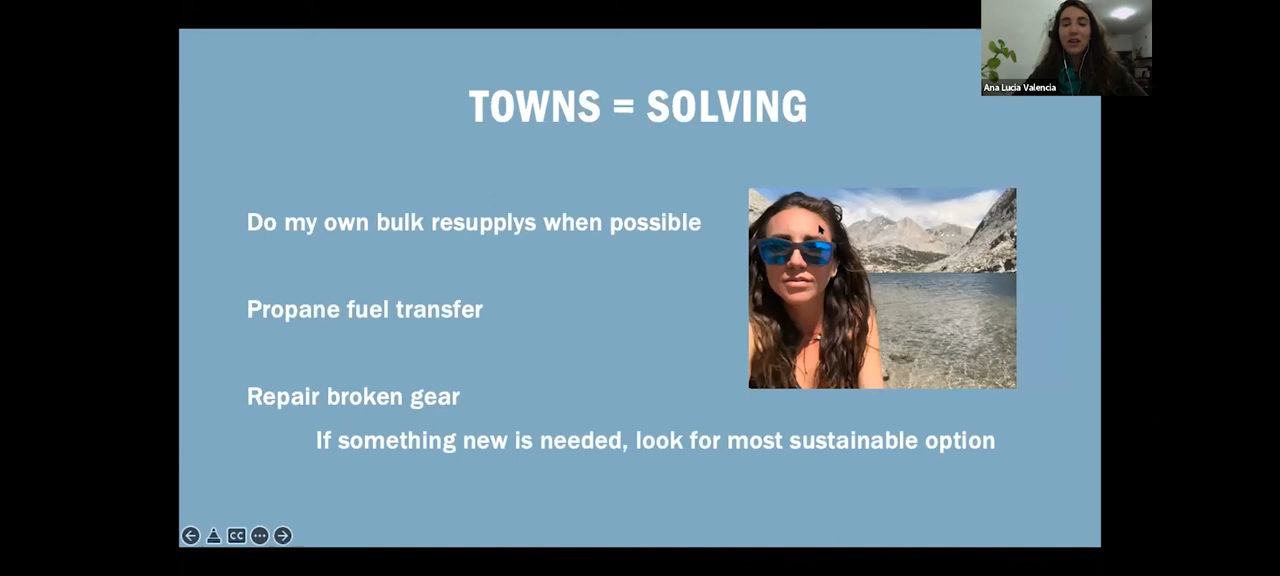 Ana Lucia Valencia
TOWNS = SOLVING
Do my own bulk resupplys when possible
Propane fuel transfer
Repair broken gear
If something new is needed, look for most sustainable option
CC